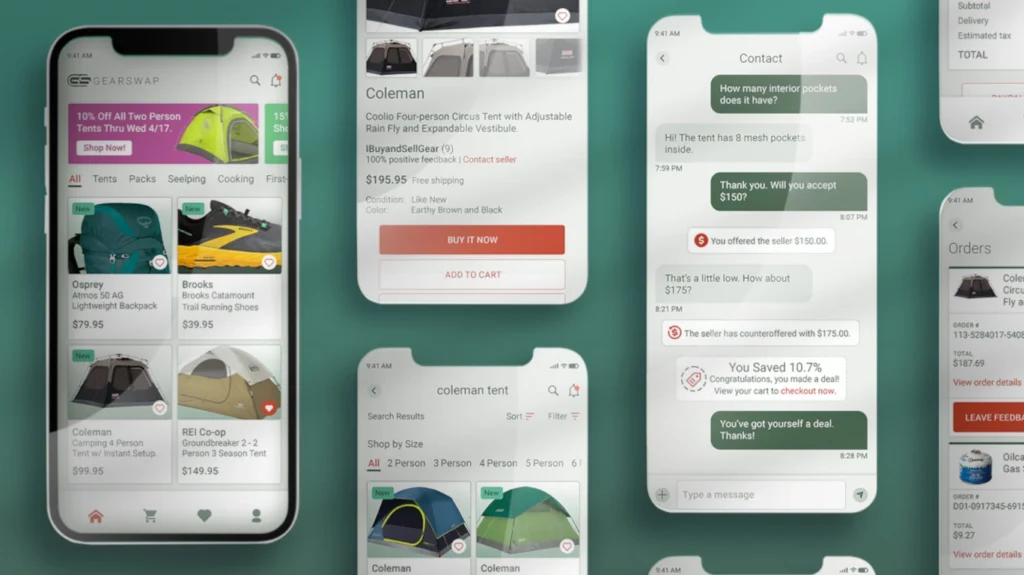 9:41 AM
GEARSWAP
10% Off All Two Person
Tents Thru Wed 4/17.
Shop Now!
15
Sho
S
All Tents Packs Seelping Cooking First-
New
New
Osprey
Atmos 50 AG
Lightweight Backpack
$79.95
Brooks
Brooks Catamount
Trail Running Shoes
$39.95
New
Coleman
Camping 4 Person
Tent w/ Instant Setup.
$99.95
REI Co-op
Groundbreaker 2 - 2
Person 3 Season Tent
$149.95
Coleman
Coolio Four-person Circus Tent with Adjustable
Rain Fly and Expandable Vestibule.
IBuyandSellGear (9)
100% positive feedback | Contact seller
$195.95 Free shipping
Condition: Like New
Color: Earthy Brown and Black
BUY IT NOW
ADD TO CART
9:41 AM
coleman tent
Search Results
Sort
Filter
Shop by Size
All 2 Person 3 Person 4 Person 5 Person 6
New
New
Coleman
Coleman
9:41 AM
Contact
How many interior pockets
does it have?
7:53 PM
Hi! The tent has 8 mesh pockets
inside.
7:59 PM
Thank you. Will you accept
$150?
8:07 PM
You offered the seller $150.00.
That's a little low. How about
$175?
8:21 PM
The seller has counteroffered with $175.00.
You Saved 10.7%
Congratulations, you made a deal!
View your cart to checkout now.
You've got yourself a deal.
Thanks!
8:28 PM
Type a message
9:41 AM
Subtotal
Delivery
Estimated tax
TOTAL
9:41 AM
Orders
Cole
Circu
Fly a
ORDER #
113-5284017-5408
TOTAL
$187.69
View order details
LEAVE FEEDBA
Oilca
Gas S
ORDER #
D01-0917345-6915
TOTAL
$9.27
View order details